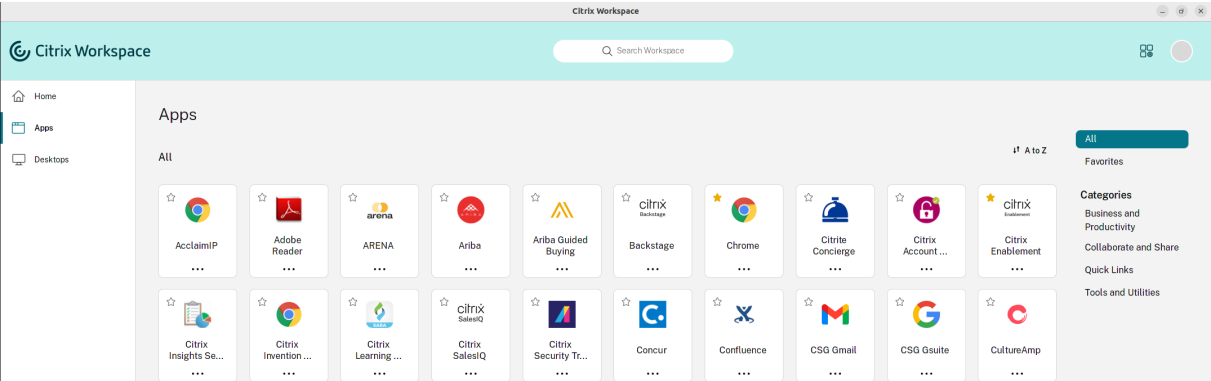 Citrix Workspace
Citrix Workspace
Search Workspace
Home
Apps
Desktops
Apps
All
A to Z
AcclaimIP
Adobe
Reader
arena
ARENA
ARIBA
Ariba
Ariba Guided
Buying
citrix
Backstage
Backstage
Chrome
Citrite
Concierge
Citrix
Account ...
citrix
Enablement
Citrix
Enablement
Citrix
Insights Se...
Citrix
Invention ...
SABA
Citrix
Learning ...
citrix
SalesIQ
Citrix
SalesIQ
Citrix
Security Tr...
C.
Concur
Confluence
CSG Gmail
CSG Gsuite
CultureAmp
All
Favorites
Categories
Business and
Productivity
Collaborate and Share
Quick Links
Tools and Utilities